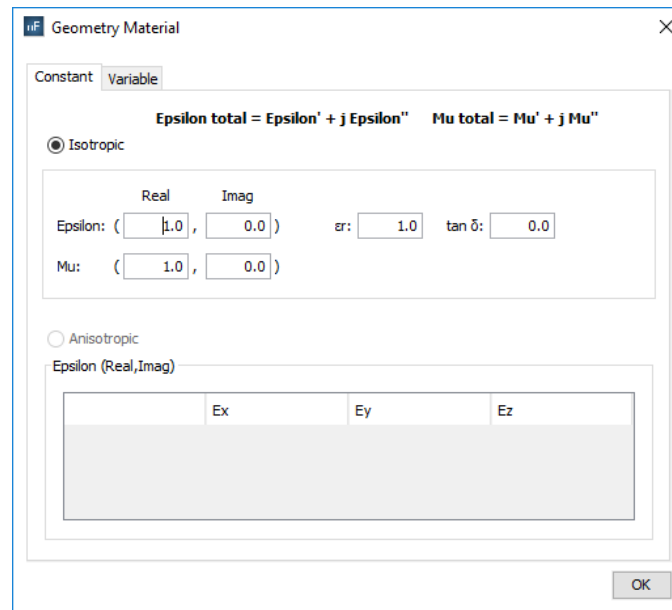 nF Geometry Material
Constant Variable
Epsilon total = Epsilon' + j Epsilon" Mu total = Mu' + j Mu"
Isotropic
Real Imag
Epsilon: ( 1.0 , 0.0 ) εr: 1.0 tan δ: 0.0
Mu: ( 1.0 , 0.0 )
Anisotropic
Epsilon (Real,Imag)
Ex Ey Ez
OK